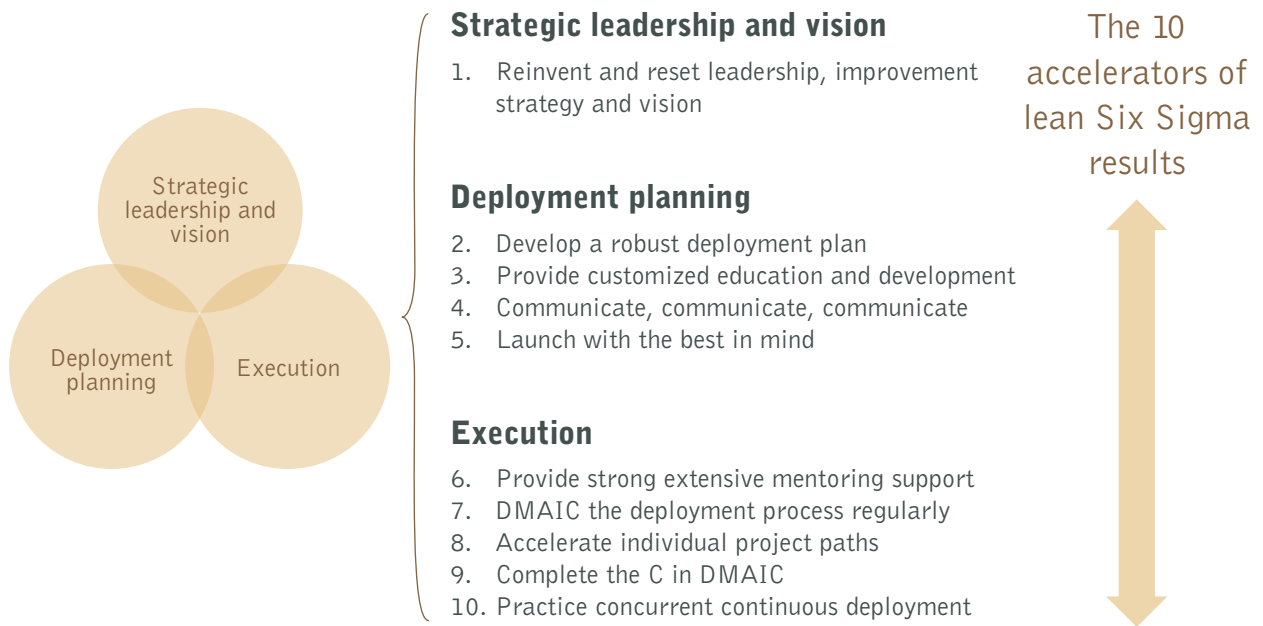 Strategic
leadership and
vision
Deployment
planning
Execution
Strategic leadership and vision
1. Reinvent and reset leadership, improvement
strategy and vision
Deployment planning
2. Develop a robust deployment plan
3. Provide customized education and development
4. Communicate, communicate, communicate
5. Launch with the best in mind
Execution
6. Provide strong extensive mentoring support
7. DMAIC the deployment process regularly
8. Accelerate individual project paths
9. Complete the C in DMAIC
10. Practice concurrent continuous deployment
The 10
accelerators of
lean Six Sigma
results